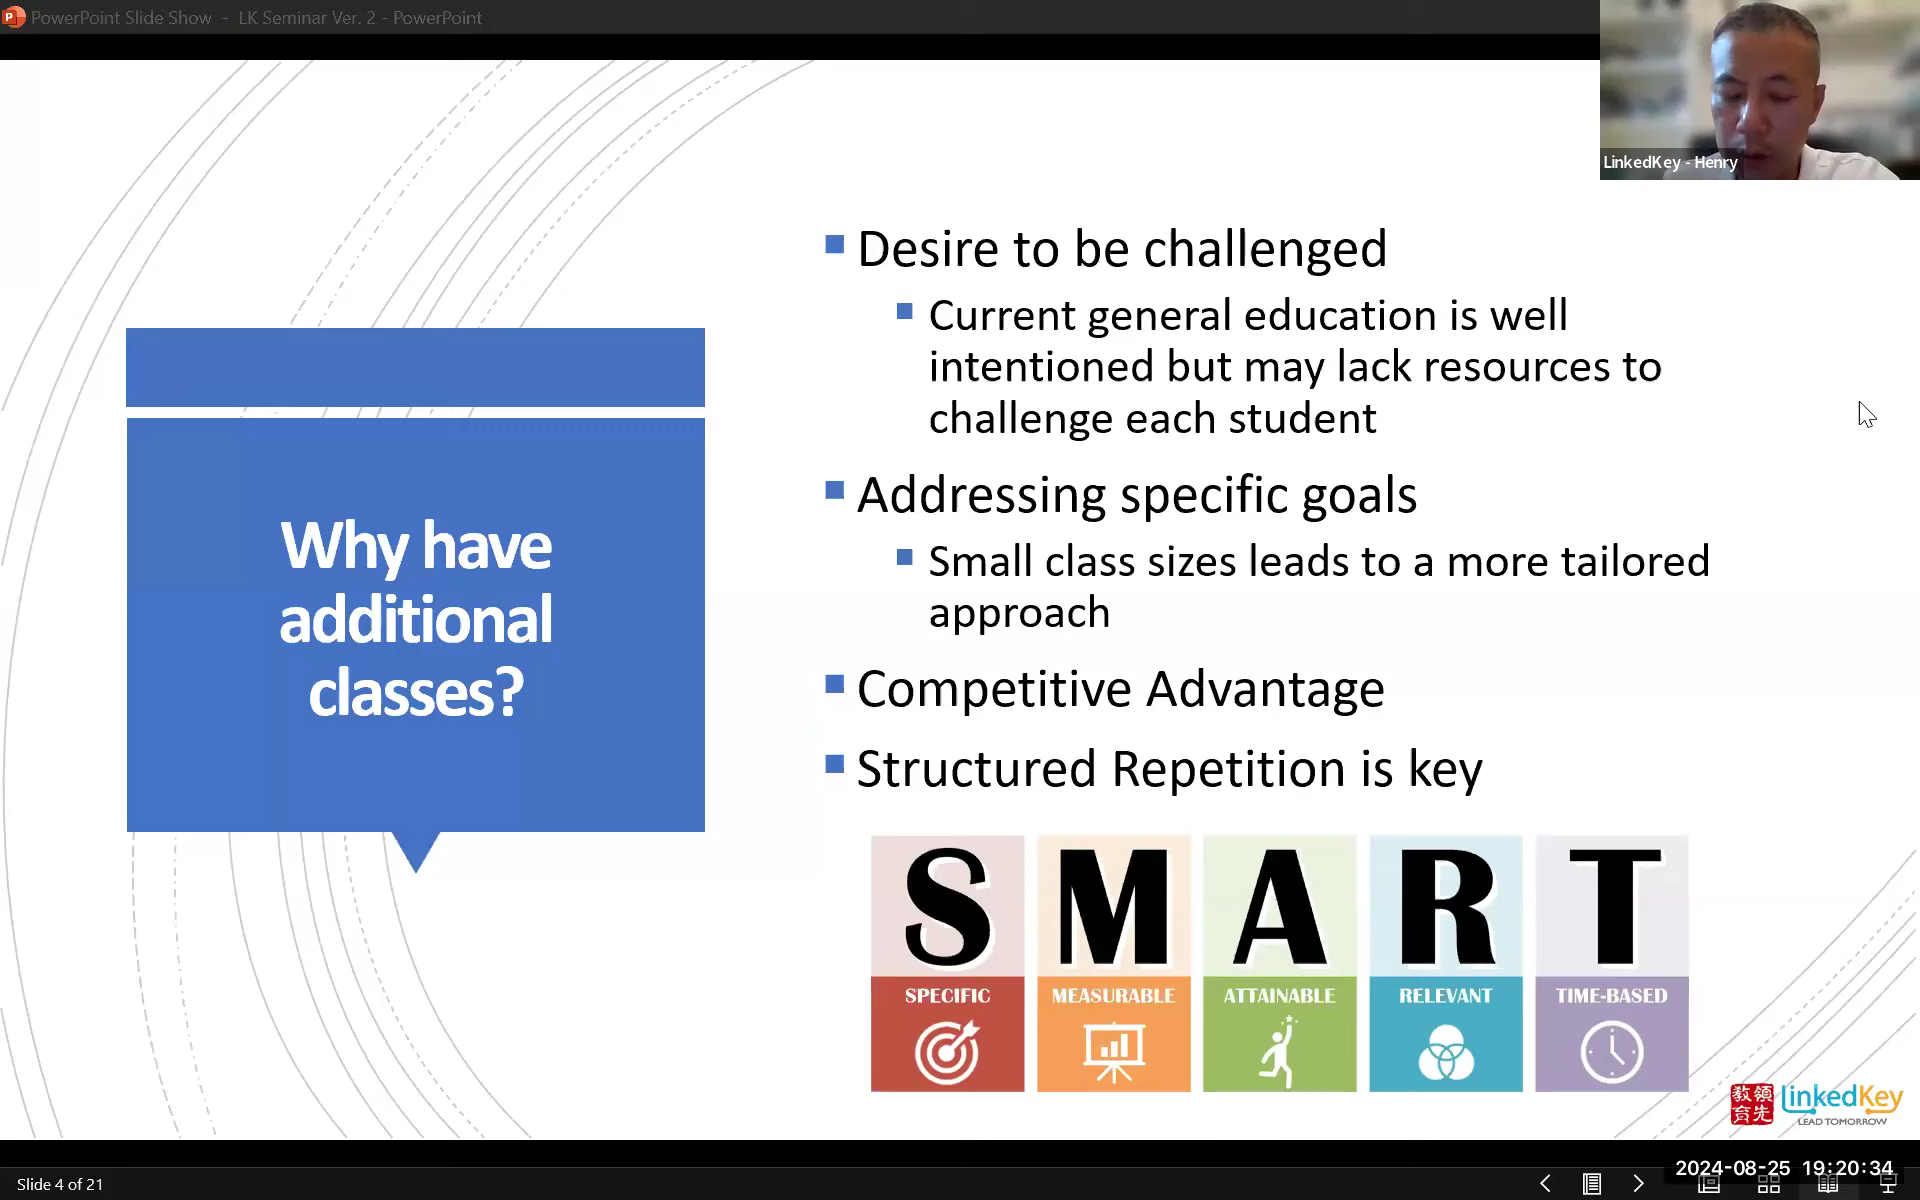 PowerPoint Slide Show - LK Seminar Ver. 2 - PowerPoint
LinkedKey - Henry
Why have
additional
classes?
Desire to be challenged
Current general education is well
intentioned but may lack resources to
challenge each student
Addressing specific goals
Small class sizes leads to a more tailored
approach
Competitive Advantage
Structured Repetition is key
S M A R T
SPECIFIC MEASURABLE ATTAINABLE RELEVANT TIME-BASED
領先教育
LinkedKey
LEAD TOMORROW
2024-08-25 19:20:34
Slide 4 of 21